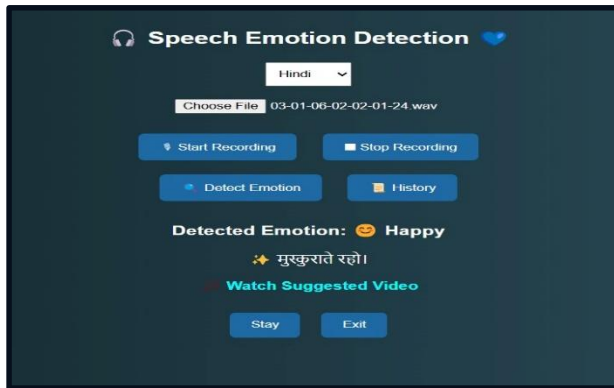 🎧 Speech Emotion Detection 💙
Hindi
Choose File 03-01-06-02-02-01-24.wav
Start Recording
Stop Recording
Detect Emotion
History
Detected Emotion: 😊 Happy
✨ मुस्कुराते रहो।
Watch Suggested Video
Stay
Exit